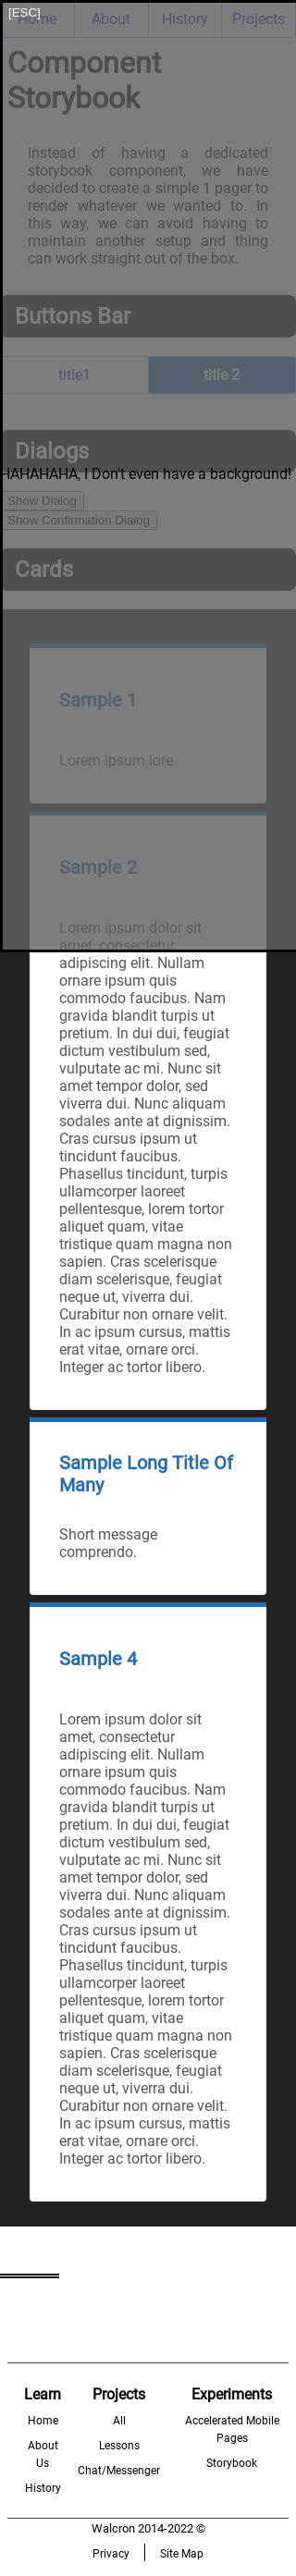 [ESC]
Home About History Projects
Component
Storybook
Instead of having a dedicated
storybook component, we have
decided to create a simple 1 pager to
render whatever we wanted to. In
this way, we can avoid having to
maintain another setup and thing
can work straight out of the box.
Buttons Bar
title1 title 2
Dialogs
HAHAHAHA, I Don't even have a background!
Show Dialog
Show Confirmation Dialog
Cards
Sample 1
Lorem ipsum lore
Sample 2
Lorem ipsum dolor sit
amet, consectetur
adipiscing elit. Nullam
ornare ipsum quis
commodo faucibus. Nam
gravida blandit turpis ut
pretium. In dui dui, feugiat
dictum vestibulum sed,
vulputate ac mi. Nunc sit
amet tempor dolor, sed
viverra dui. Nunc aliquam
sodales ante at dignissim.
Cras cursus ipsum ut
tincidunt faucibus.
Phasellus tincidunt, turpis
ullamcorper laoreet
pellentesque, lorem tortor
aliquet quam, vitae
tristique quam magna non
sapien. Cras scelerisque
diam scelerisque, feugiat
neque ut, viverra dui.
Curabitur non ornare velit.
In ac ipsum cursus, mattis
erat vitae, ornare orci.
Integer ac tortor libero.
Sample Long Title Of
Many
Short message
comprendo.
Sample 4
Lorem ipsum dolor sit
amet, consectetur
adipiscing elit. Nullam
ornare ipsum quis
commodo faucibus. Nam
gravida blandit turpis ut
pretium. In dui dui, feugiat
dictum vestibulum sed,
vulputate ac mi. Nunc sit
amet tempor dolor, sed
viverra dui. Nunc aliquam
sodales ante at dignissim.
Cras cursus ipsum ut
tincidunt faucibus.
Phasellus tincidunt, turpis
ullamcorper laoreet
pellentesque, lorem tortor
aliquet quam, vitae
tristique quam magna non
sapien. Cras scelerisque
diam scelerisque, feugiat
neque ut, viverra dui.
Curabitur non ornare velit.
In ac ipsum cursus, mattis
erat vitae, ornare orci.
Integer ac tortor libero.
Learn
Home
About
Us
History
Projects
All
Lessons
Chat/Messenger
Experiments
Accelerated Mobile
Pages
Storybook
Walcron 2014-2022 ©
Privacy Site Map